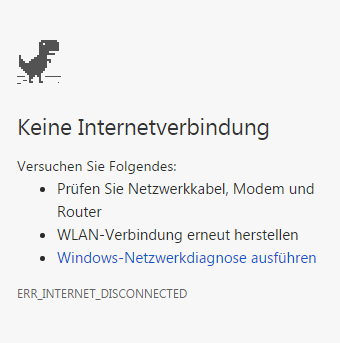 Keine Internetverbindung
Versuchen Sie Folgendes:
• Prüfen Sie Netzwerkkabel, Modem und
Router
• WLAN-Verbindung erneut herstellen
• Windows-Netzwerkdiagnose ausführen
ERR_INTERNET_DISCONNECTED